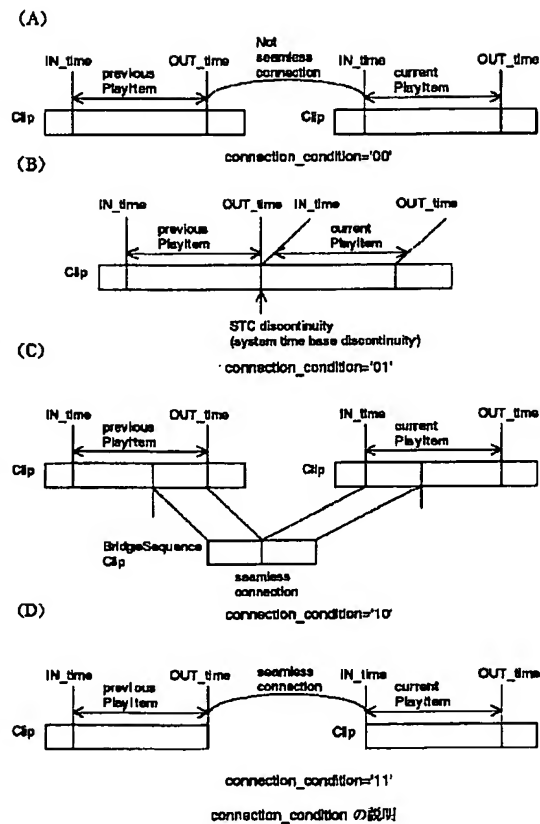 (A)
Not
seamless
connection
IN_time OUT_time IN_time OUT_time
previous
PlayItem
current
PlayItem
Clip Clip
connection_condition='00'
(B)
IN_time OUT_time IN_time OUT_time
previous
PlayItem
current
PlayItem
Clip
STC discontinuity
(system time base discontinuity)
connection_condition='01'
(C)
IN_time OUT_time IN_time OUT_time
previous
PlayItem
current
PlayItem
Clip Clip
BridgeSequence
Clip
seamless
connection
connection_condition='10'
(D)
IN_time OUT_time seamless
connection IN_time OUT_time
previous
PlayItem
current
PlayItem
Clip Clip
connection_condition='11'
connection_condition の説明